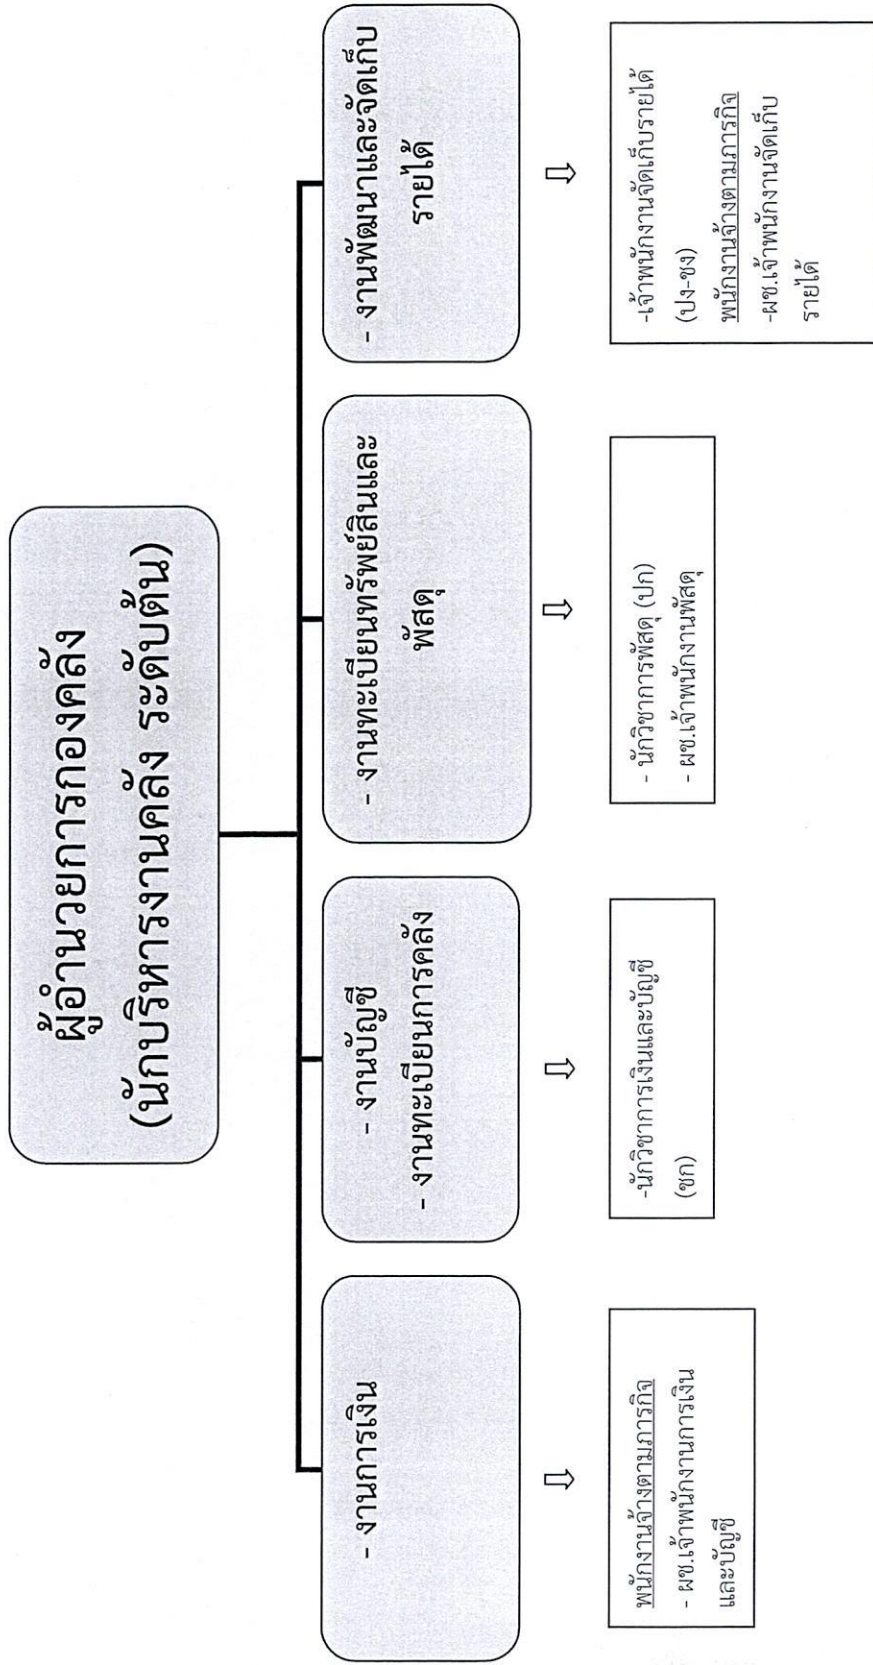 ผู้อำนวยการกองคลัง
(นักบริหารงานคลัง ระดับต้น)
- งานการเงิน
- งานบัญชี
- งานทะเบียนการคลัง
- งานทะเบียนทรัพย์สินและ
พัสดุ
- งานพัฒนาและจัดเก็บ
รายได้
พนักงานจ้างตามภารกิจ
- ผช.เจ้าพนักงานการเงิน
และบัญชี
-นักวิชาการเงินและบัญชี
(ชก)
- นักวิชาการพัสดุ (ปก)
- ผช.เจ้าพนักงานพัสดุ
-เจ้าพนักงานจัดเก็บรายได้
(ปง-ชง)
พนักงานจ้างตามภารกิจ
-ผช.เจ้าพนักงานจัดเก็บ
รายได้